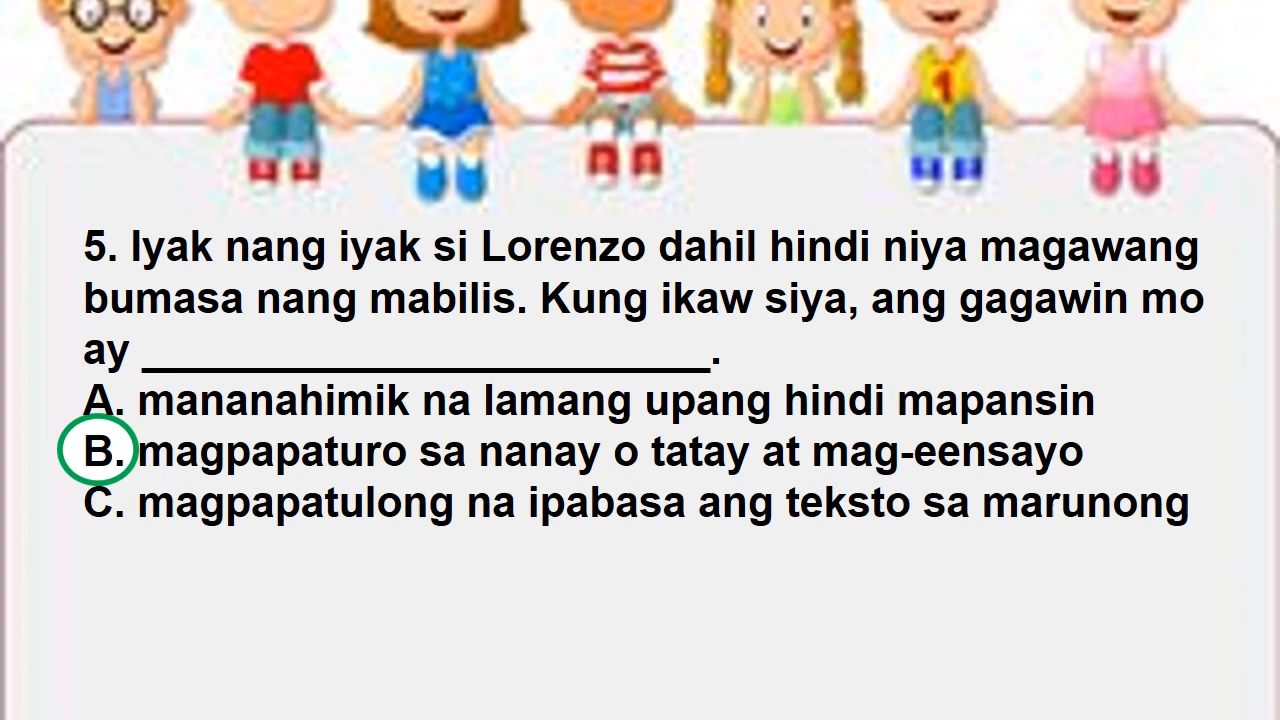 1
5. Iyak nang iyak si Lorenzo dahil hindi niya magawang
bumasa nang mabilis. Kung ikaw siya, ang gagawin mo
ay ________________________.
A. mananahimik na lamang upang hindi mapansin
B. magpapaturo sa nanay o tatay at mag-eensayo
C. magpapatulong na ipabasa ang teksto sa marunong